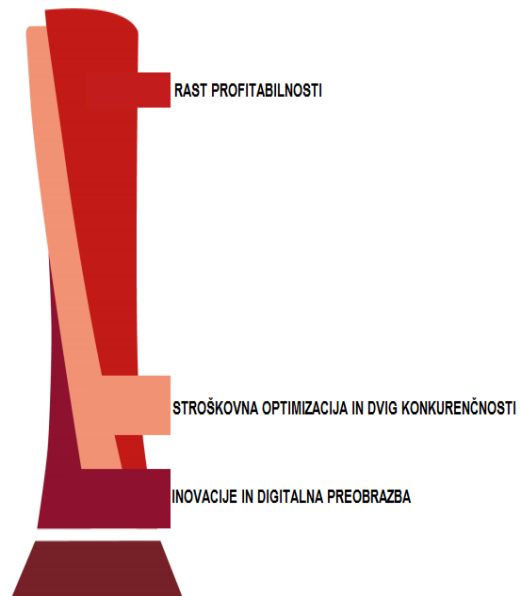 RAST PROFITABILNOSTI
STROŠKOVNA OPTIMIZACIJA IN DVIG KONKURENČNOSTI
INOVACIJE IN DIGITALNA PREOBRAZBA